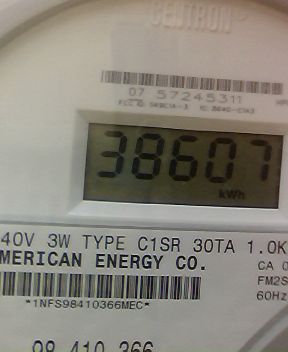 CENTRON
07 57245311
38607
kWh
40V 3W TYPE C1SR 30TA 1.0K
MERICAN ENERGY CO.
CA 0
FM2S
*1NFS98410366MEC*
60Hz
98 410 366